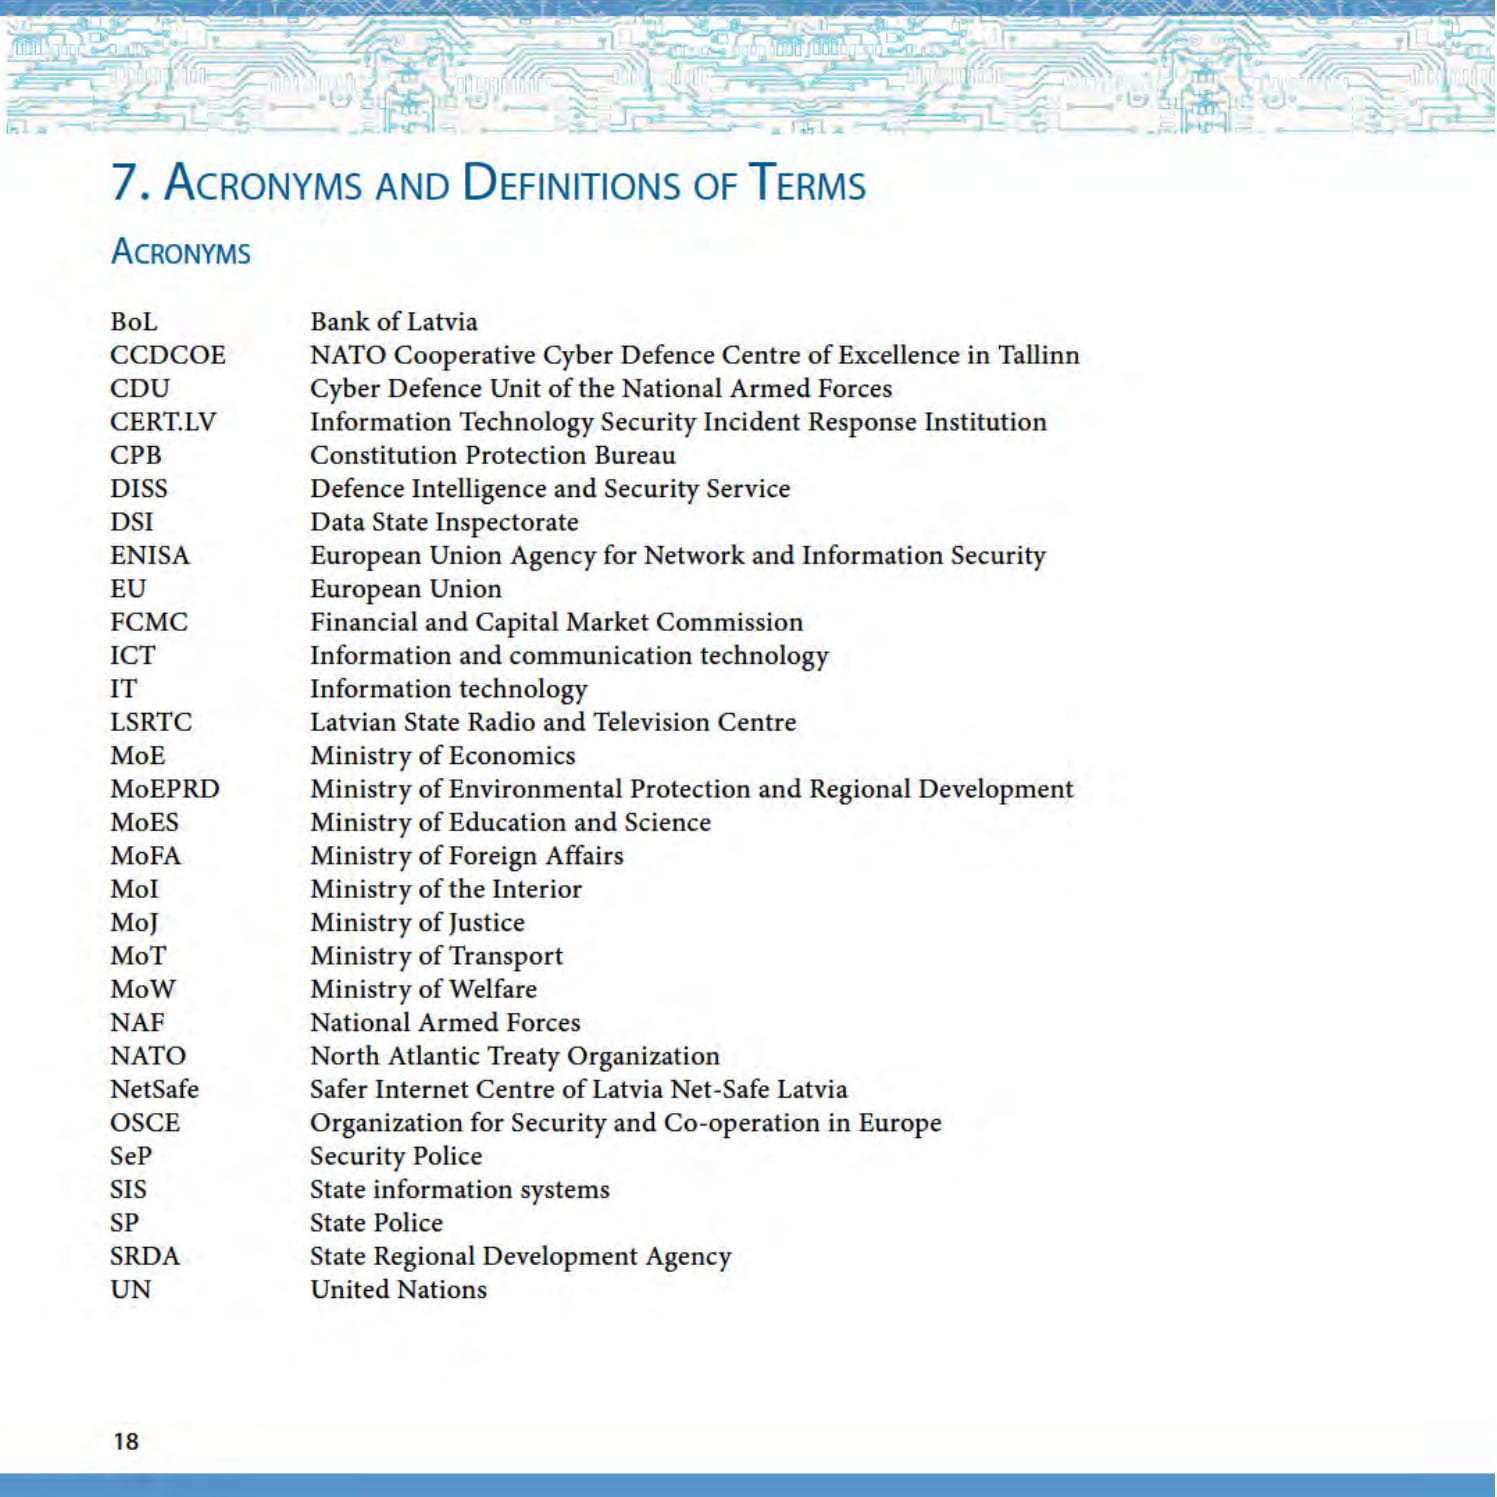 7. Acronyms and Definitions of Terms
Acronyms
BoL Bank of Latvia
CCDCOE NATO Cooperative Cyber Defence Centre of Excellence in Tallinn
CDU Cyber Defence Unit of the National Armed Forces
CERT.LV Information Technology Security Incident Response Institution
CPB Constitution Protection Bureau
DISS Defence Intelligence and Security Service
DSI Data State Inspectorate
ENISA European Union Agency for Network and Information Security
EU European Union
FCMC Financial and Capital Market Commission
ICT Information and communication technology
IT Information technology
LSRTC Latvian State Radio and Television Centre
MoE Ministry of Economics
MoEPRD Ministry of Environmental Protection and Regional Development
MoES Ministry of Education and Science
MoFA Ministry of Foreign Affairs
MoI Ministry of the Interior
MoJ Ministry of Justice
MoT Ministry of Transport
MoW Ministry of Welfare
NAF National Armed Forces
NATO North Atlantic Treaty Organization
NetSafe Safer Internet Centre of Latvia Net-Safe Latvia
OSCE Organization for Security and Co-operation in Europe
SeP Security Police
SIS State information systems
SP State Police
SRDA State Regional Development Agency
UN United Nations
18